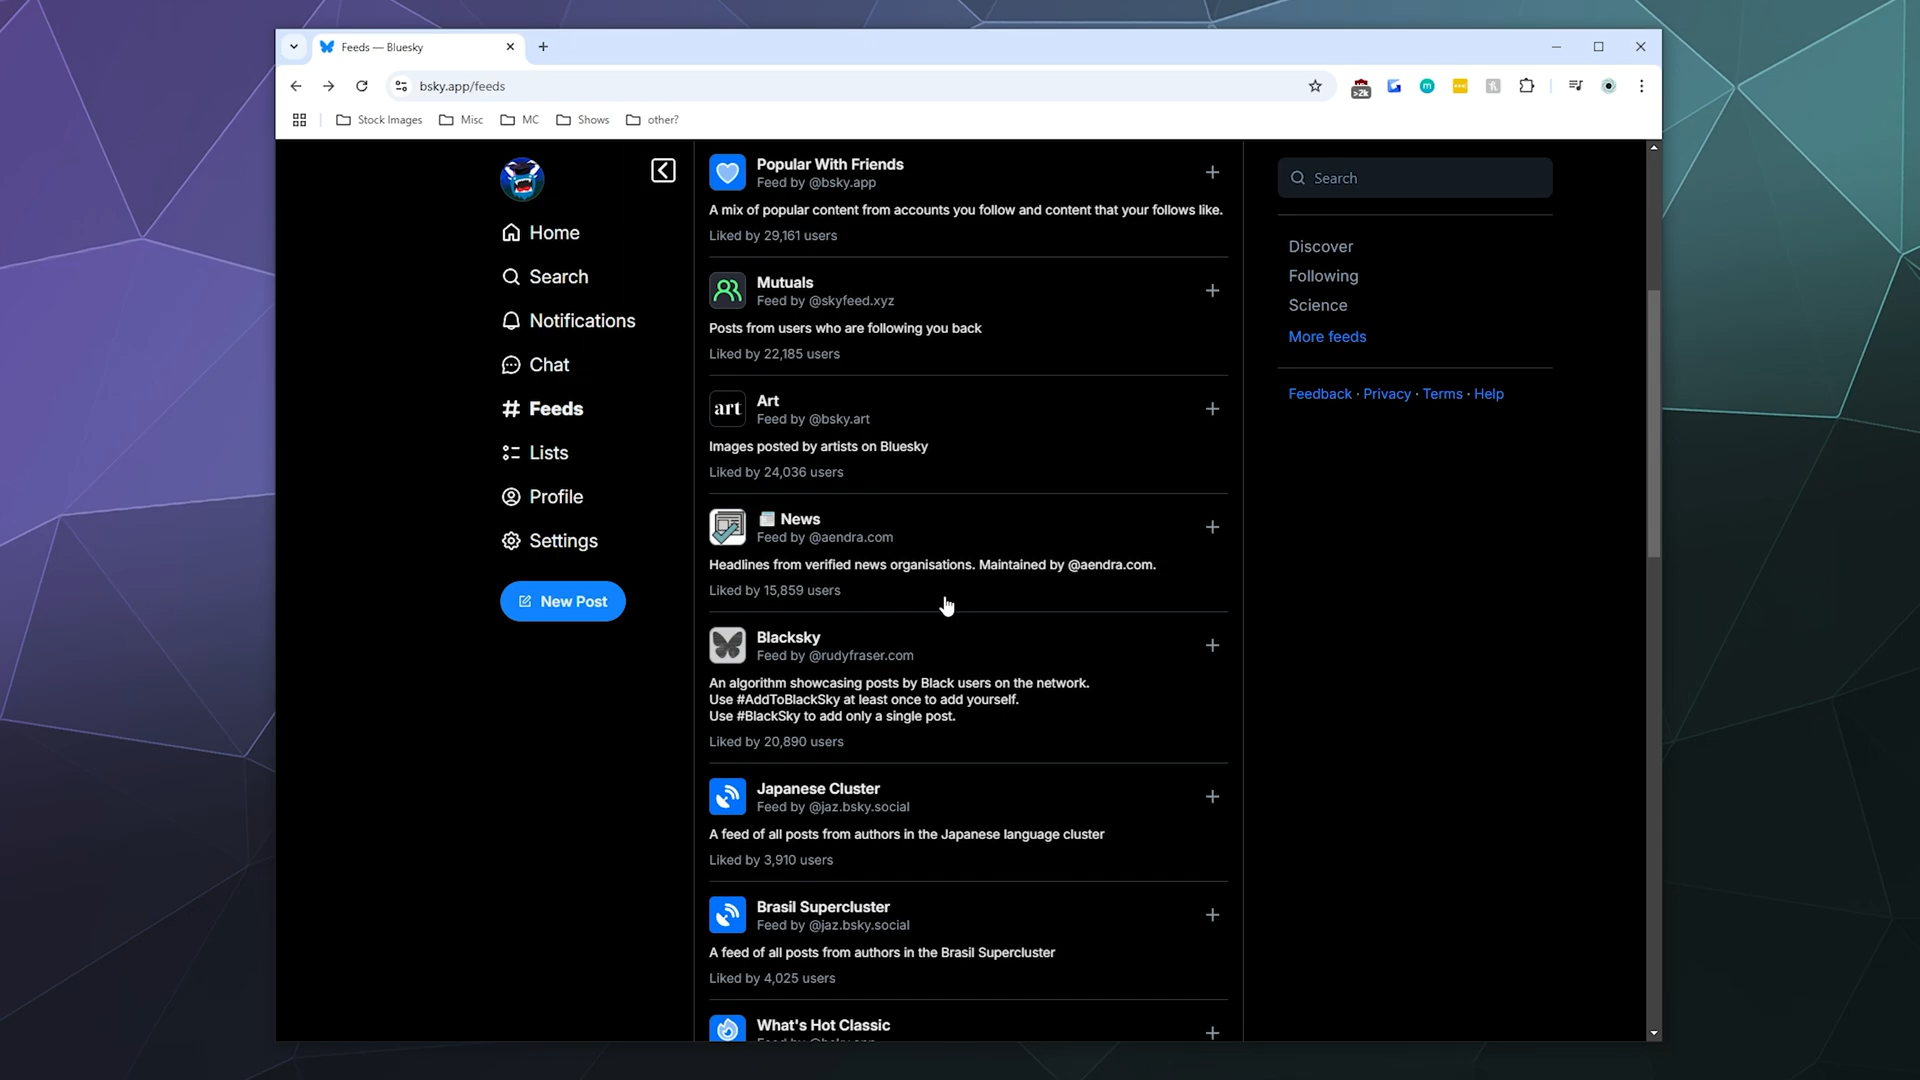 Feeds — Bluesky
bsky.app/feeds
>2k
m
Stock Images
Misc
MC
Shows
other?
Home
Search
Notifications
Chat
Feeds
Lists
Profile
Settings
New Post
Popular With Friends
Feed by @bsky.app
A mix of popular content from accounts you follow and content that your follows like.
Liked by 29,161 users
Mutuals
Feed by @skyfeed.xyz
Posts from users who are following you back
Liked by 22,185 users
art
Art
Feed by @bsky.art
Images posted by artists on Bluesky
Liked by 24,036 users
News
Feed by @aendra.com
Headlines from verified news organisations. Maintained by @aendra.com.
Liked by 15,859 users
Blacksky
Feed by @rudyfraser.com
An algorithm showcasing posts by Black users on the network.
Use #AddToBlackSky at least once to add yourself.
Use #BlackSky to add only a single post.
Liked by 20,890 users
Japanese Cluster
Feed by @jaz.bsky.social
A feed of all posts from authors in the Japanese language cluster
Liked by 3,910 users
Brasil Supercluster
Feed by @jaz.bsky.social
A feed of all posts from authors in the Brasil Supercluster
Liked by 4,025 users
What's Hot Classic
Search
Discover
Following
Science
More feeds
Feedback · Privacy · Terms · Help